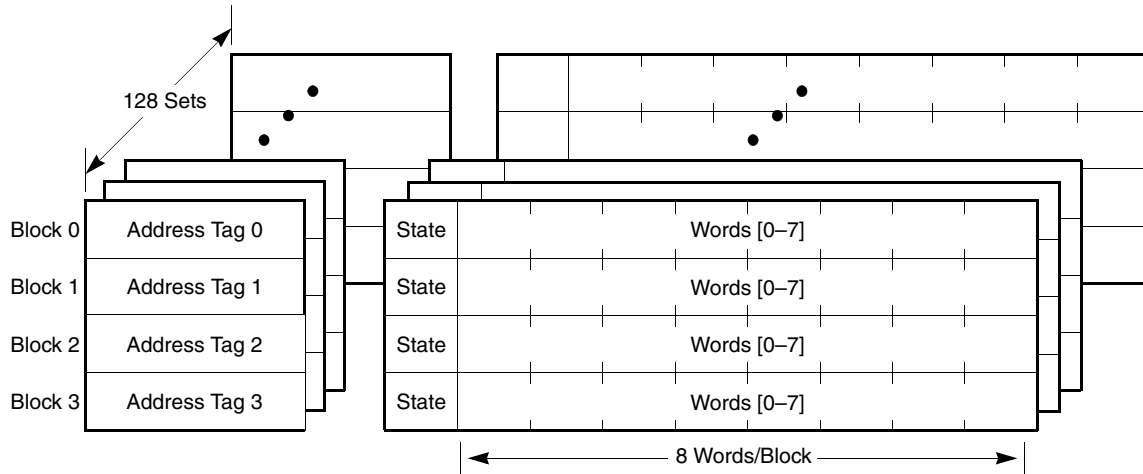 128 Sets
Block 0 Address Tag 0 State Words [0–7]
Block 1 Address Tag 1 State Words [0–7]
Block 2 Address Tag 2 State Words [0–7]
Block 3 Address Tag 3 State Words [0–7]
8 Words/Block